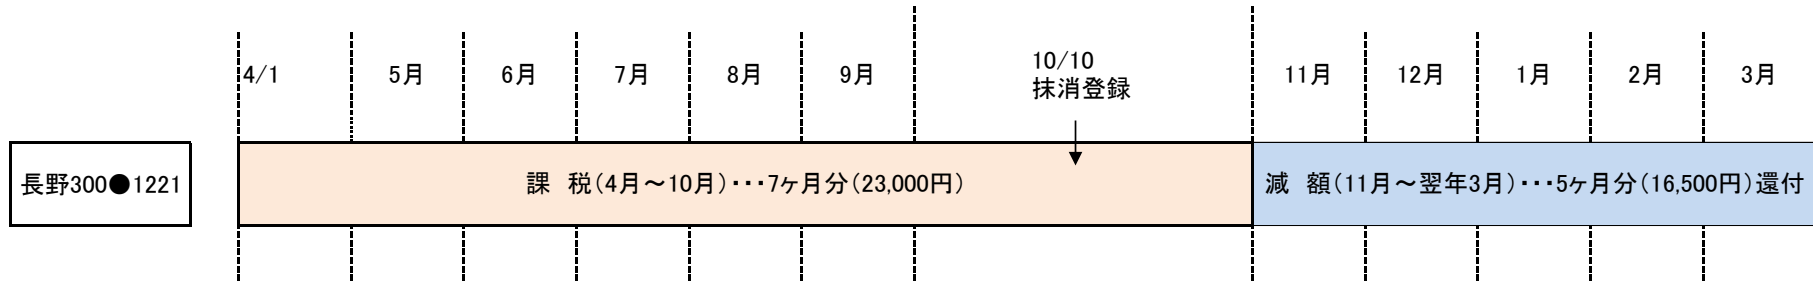 4/1
5月
6月
7月
8月
9月
10/10
抹消登録
11月
12月
1月
2月
3月
長野300●1221
課　税(4月～10月)･･･7ヶ月分(23,000円)
減　額(11月～翌年3月)･･･5ヶ月分(16,500円)還付